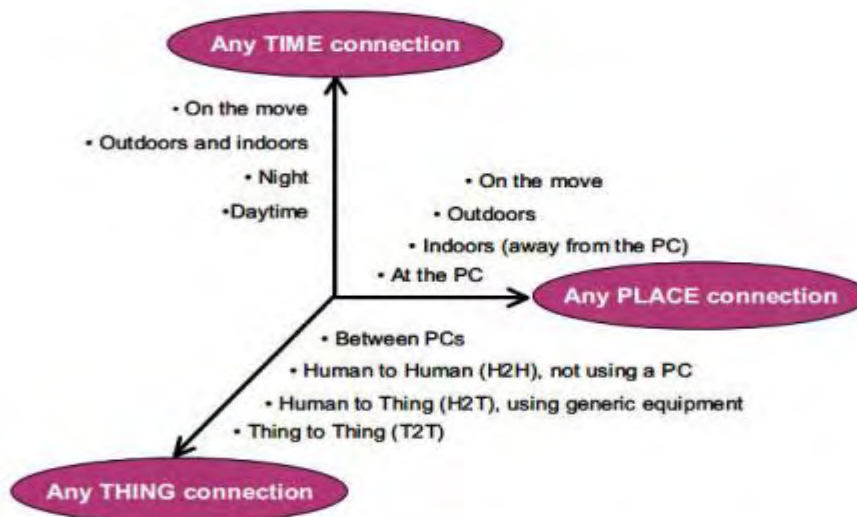 Any TIME connection
• On the move
• Outdoors and indoors
• Night
•Daytime
• On the move
• Outdoors
• Indoors (away from the PC)
• At the PC
Any PLACE connection
• Between PCs
• Human to Human (H2H), not using a PC
• Human to Thing (H2T), using generic equipment
• Thing to Thing (T2T)
Any THING connection